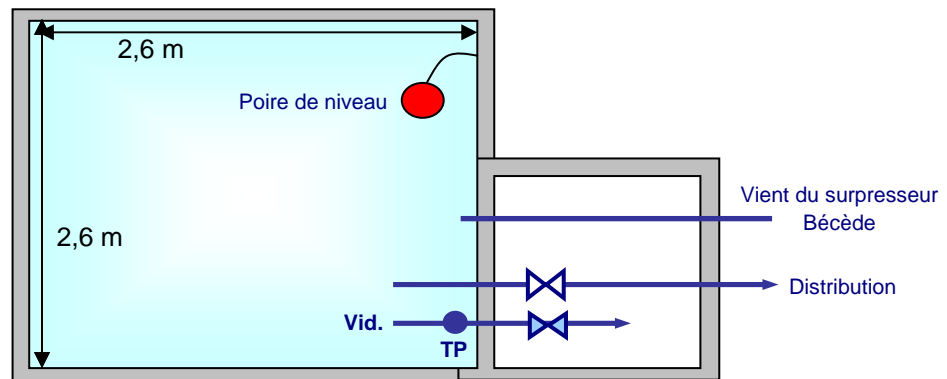 2,6 m
Poire de niveau
Vient du surpresseur
Bécède
2,6 m
Distribution
Vid.
TP